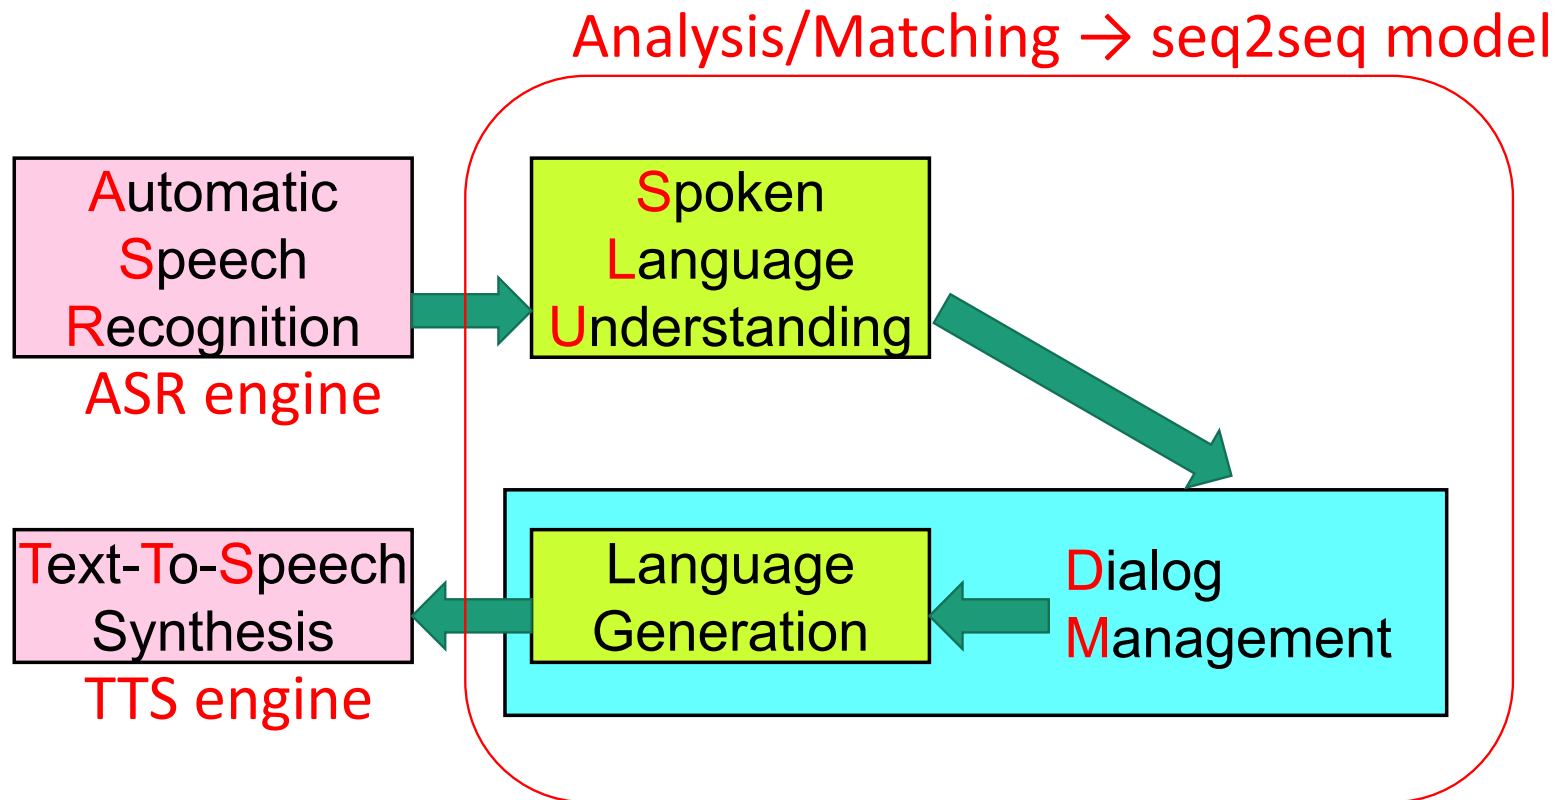 Analysis/Matching → seq2seq model
Automatic
Speech
Recognition
ASR engine
Spoken
Language
Understanding
Text-To-Speech
Synthesis
TTS engine
Language
Generation
Dialog
Management